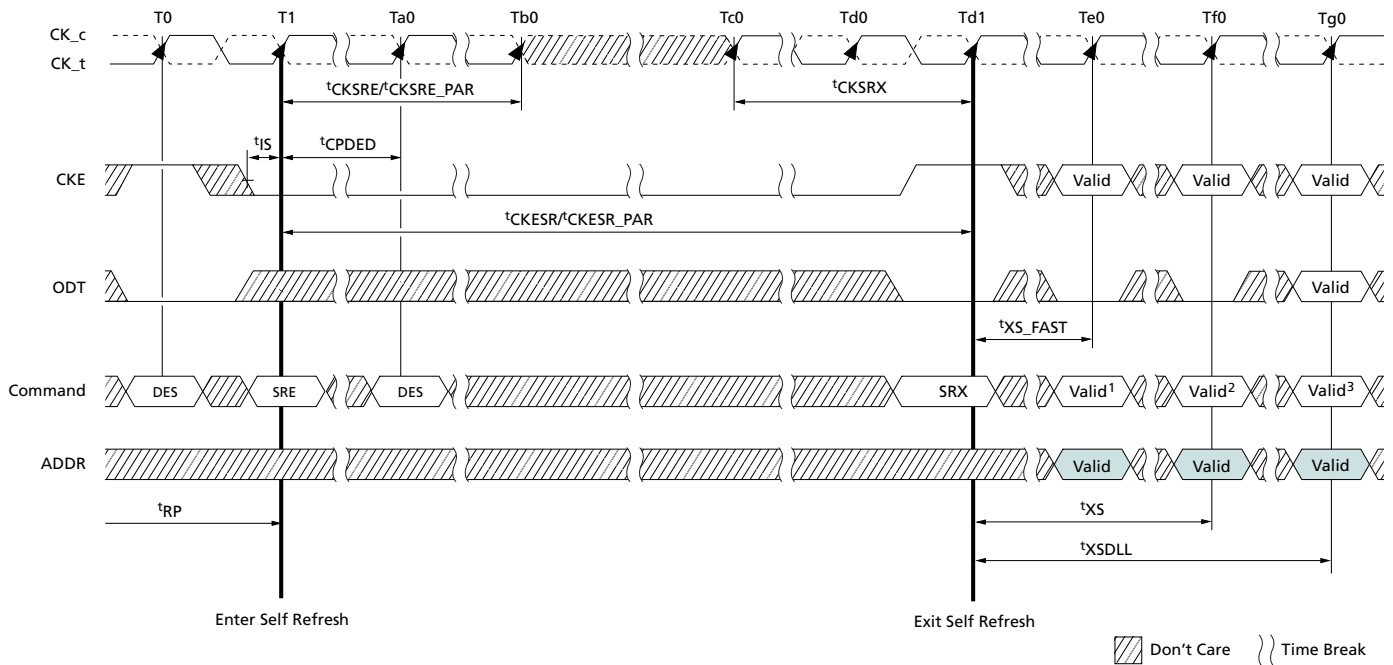 T0 T1 Ta0 Tb0 Tc0 Td0 Td1 Te0 Tf0 Tg0
CK_c
CK_t
tCKSRE/tCKSRE_PAR tCKSRX
tIS tCPDED
CKE Valid Valid Valid
tCKESR/tCKESR_PAR
ODT Valid
tXS_FAST
Command DES SRE DES SRX Valid1 Valid2 Valid3
ADDR Valid Valid Valid
tRP tXS
tXSDLL
Enter Self Refresh Exit Self Refresh
Don't Care Time Break